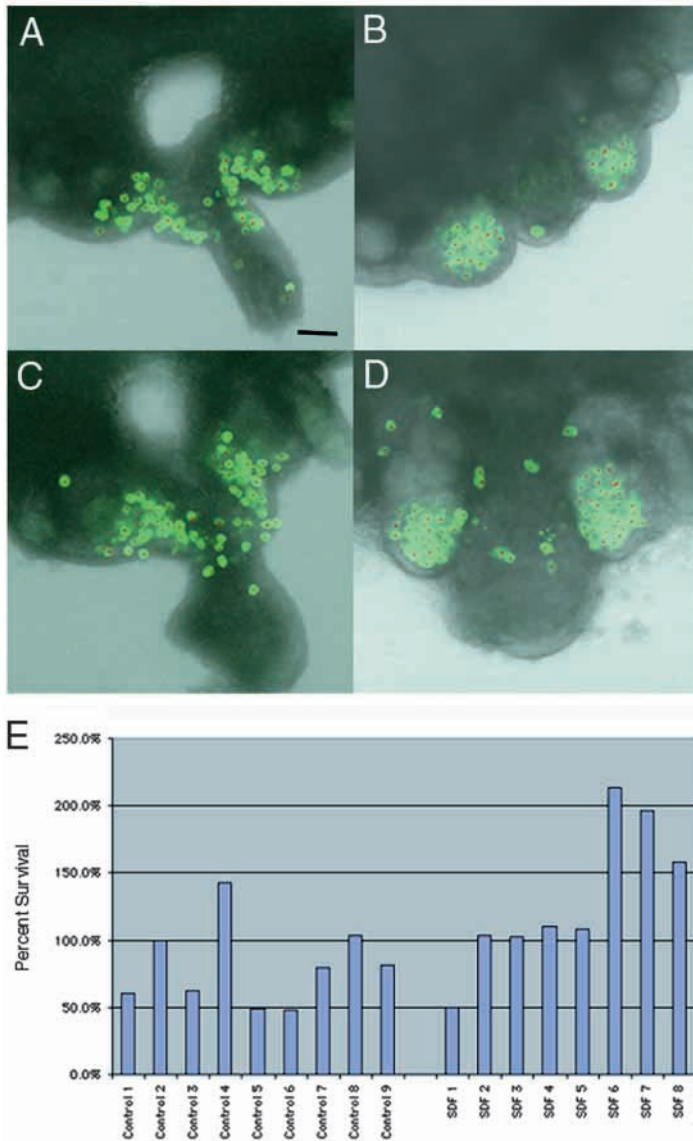 A
B
C
D
E
250.0%
200.0%
150.0%
100.0%
50.0%
0.0%
Percent Survival
Control 1
Control 2
Control 3
Control 4
Control 5
Control 6
Control 7
Control 8
Control 9
SDF 1
SDF 2
SDF 3
SDF 4
SDF 5
SDF 6
SDF 7
SDF 8